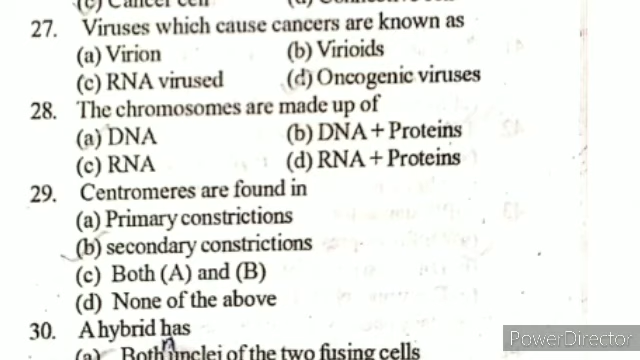 (c) Cancer cell
27. Viruses which cause cancers are known as
(a) Virion (b) Virioids
(c) RNA virused (d) Oncogenic viruses
28. The chromosomes are made up of
(a) DNA (b) DNA + Proteins
(c) RNA (d) RNA + Proteins
29. Centromeres are found in
(a) Primary constrictions
(b) secondary constrictions
(c) Both (A) and (B)
(d) None of the above
30. A hybrid has
(a) Both nuclei of the two fusing cells
PowerDirector